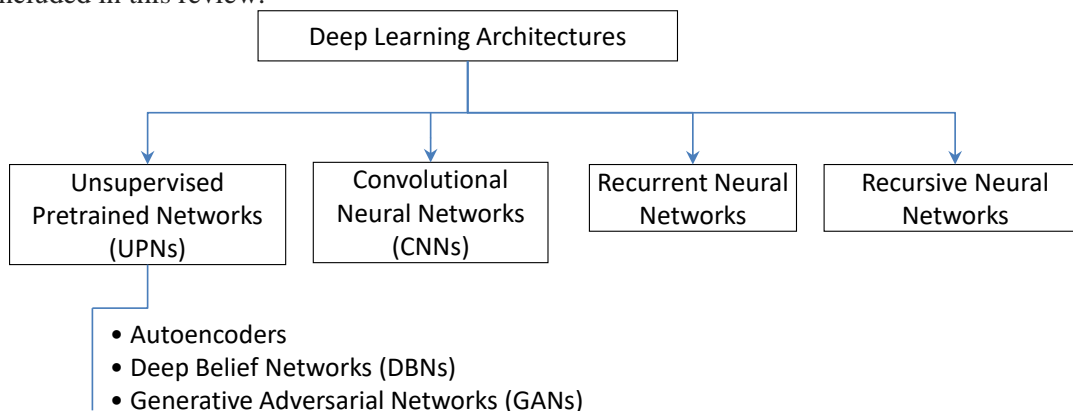 ncluded in this review.
Deep Learning Architectures
Unsupervised
Pretrained Networks
(UPNs)
Convolutional
Neural Networks
(CNNs)
Recurrent Neural
Networks
Recursive Neural
Networks
• Autoencoders
• Deep Belief Networks (DBNs)
• Generative Adversarial Networks (GANs)